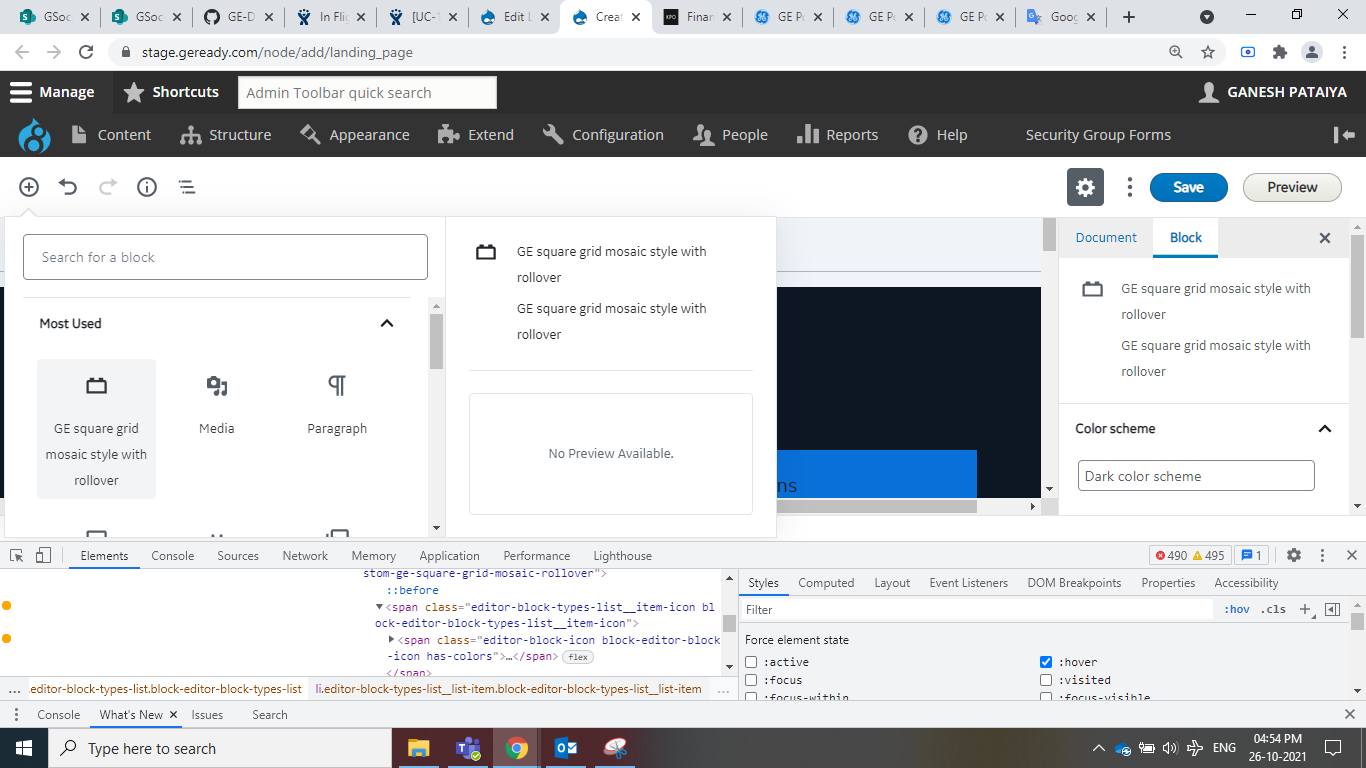 GSoc
GSoc
GE-D
In Flig
[UC-1
Edit L
Creat
Finan
GE Po
GE Po
GE Po
Goog
stage.geready.com/node/add/landing_page
Manage
Shortcuts
Admin Toolbar quick search
GANESH PATAIYA
Content
Structure
Appearance
Extend
Configuration
People
Reports
Help
Security Group Forms
Save
Preview
Search for a block
Most Used
GE square grid
mosaic style with
rollover
Media
Paragraph
GE square grid mosaic style with
rollover
GE square grid mosaic style with
rollover
No Preview Available.
ns
Document
Block
GE square grid mosaic style with
rollover
GE square grid mosaic style with
rollover
Color scheme
Dark color scheme
Elements
Console
Sources
Network
Memory
Application
Performance
Lighthouse
490
495
1
stom-ge-square-grid-mosaic-rollover">
::before
<span class="editor-block-types-list__item-icon bl
ock-editor-block-types-list__item-icon">
<span class="editor-block-icon block-editor-block
-icon has-colors">…</span> flex
</span>
... .editor-block-types-list.block-editor-block-types-list li.editor-block-types-list__list-item.block-editor-block-types-list__list-item ...
Styles
Computed
Layout
Event Listeners
DOM Breakpoints
Properties
Accessibility
Filter
:hov .cls
Force element state
:active
:hover
:focus
:visited
:focus-within
:focus-visible
Console
What's New
Issues
Search
Type here to search
ENG
04:54 PM
26-10-2021